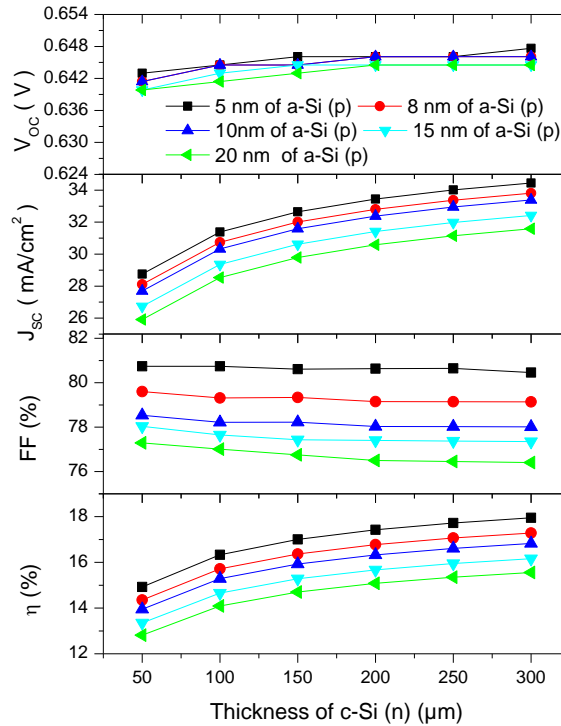 0.654
0.648
0.642
0.636
0.630
0.624
V_OC ( V )
5 nm of a-Si (p) 8 nm of a-Si (p)
10nm of a-Si (p) 15 nm of a-Si (p)
20 nm of a-Si (p)
34
32
30
28
26
J_SC ( mA/cm²)
82
80
78
76
FF (%)
18
16
14
12
η (%)
50 100 150 200 250 300
Thickness of c-Si (n) (μm)